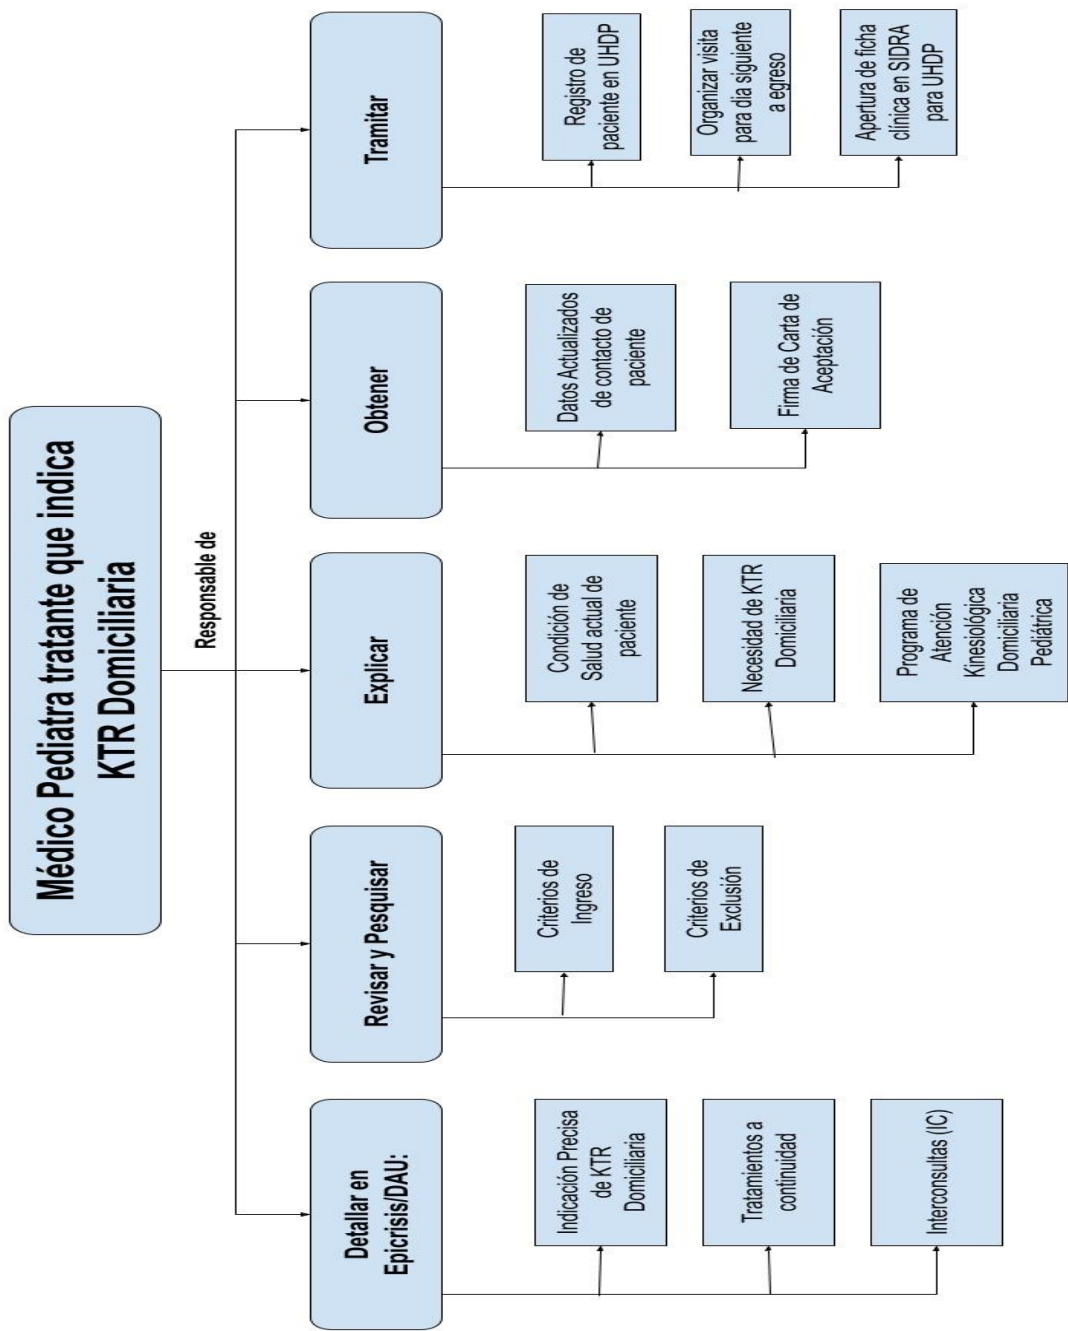 Médico Pediatra tratante que indica
KTR Domiciliaria
Responsable de
Detallar en
Epicrisis/DAU:
Indicación Precisa
de KTR
Domiciliaria
Tratamientos a
continuidad
Interconsultas (IC)
Revisar y Pesquisar
Criterios de
Ingreso
Criterios de
Exclusión
Explicar
Condición de
Salud actual de
paciente
Necesidad de KTR
Domiciliaria
Programa de
Atención
Kinesiológica
Domiciliaria
Pediátrica
Obtener
Datos Actualizados
de contacto de
paciente
Firma de Carta de
Aceptación
Tramitar
Registro de
paciente en UHDP
Organizar visita
para dia siguiente
a egreso
Apertura de ficha
clínica en SIDRA
para UHDP